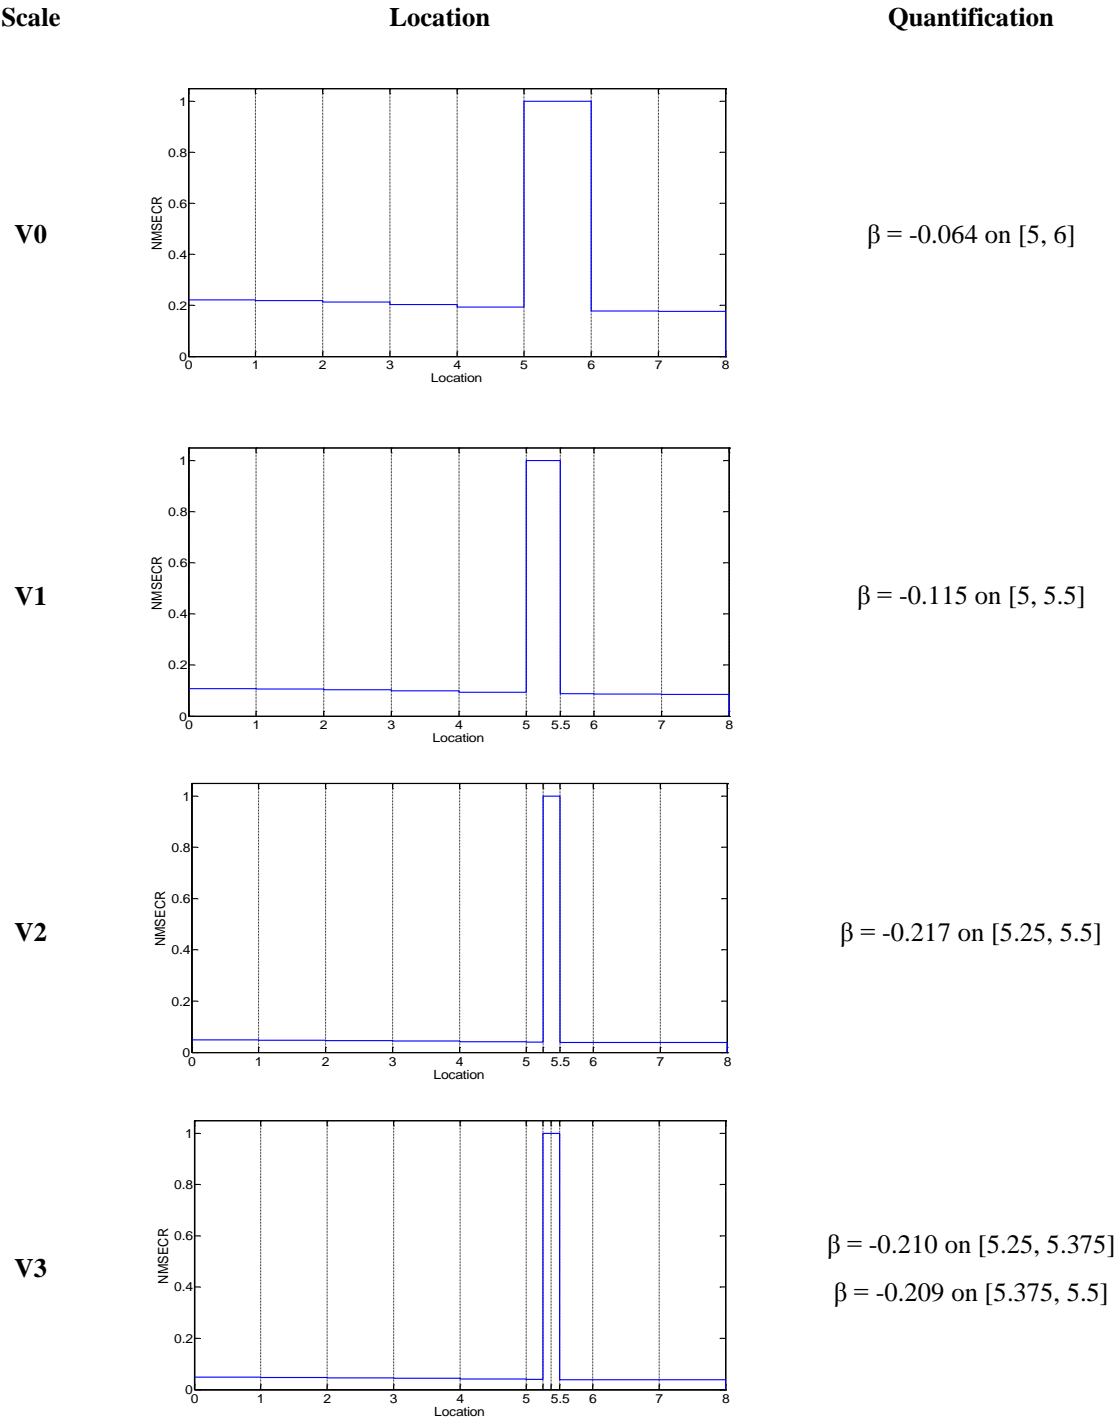 Scale Location Quantification
V0
NMSECR
1
0.8
0.6
0.4
0.2
0
0 1 2 3 4 5 6 7 8
Location
β = -0.064 on [5, 6]
V1
NMSECR
1
0.8
0.6
0.4
0.2
0
0 1 2 3 4 5 5.5 6 7 8
Location
β = -0.115 on [5, 5.5]
V2
NMSECR
1
0.8
0.6
0.4
0.2
0
0 1 2 3 4 5 5.5 6 7 8
Location
β = -0.217 on [5.25, 5.5]
V3
NMSECR
1
0.8
0.6
0.4
0.2
0
0 1 2 3 4 5 5.5 6 7 8
Location
β = -0.210 on [5.25, 5.375]
β = -0.209 on [5.375, 5.5]